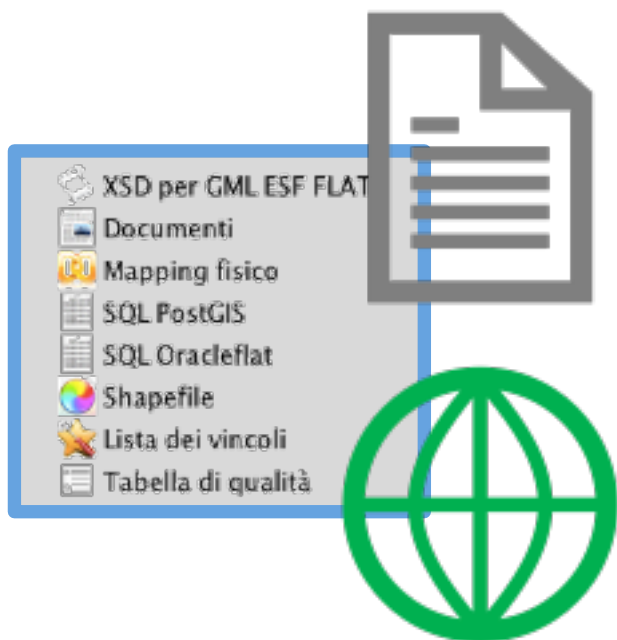 XSD per GML ESF FLAT
Documenti
Mapping fisico
SQL PostGIS
SQL Oracleflat
Shapefile
Lista dei vincoli
Tabella di qualità